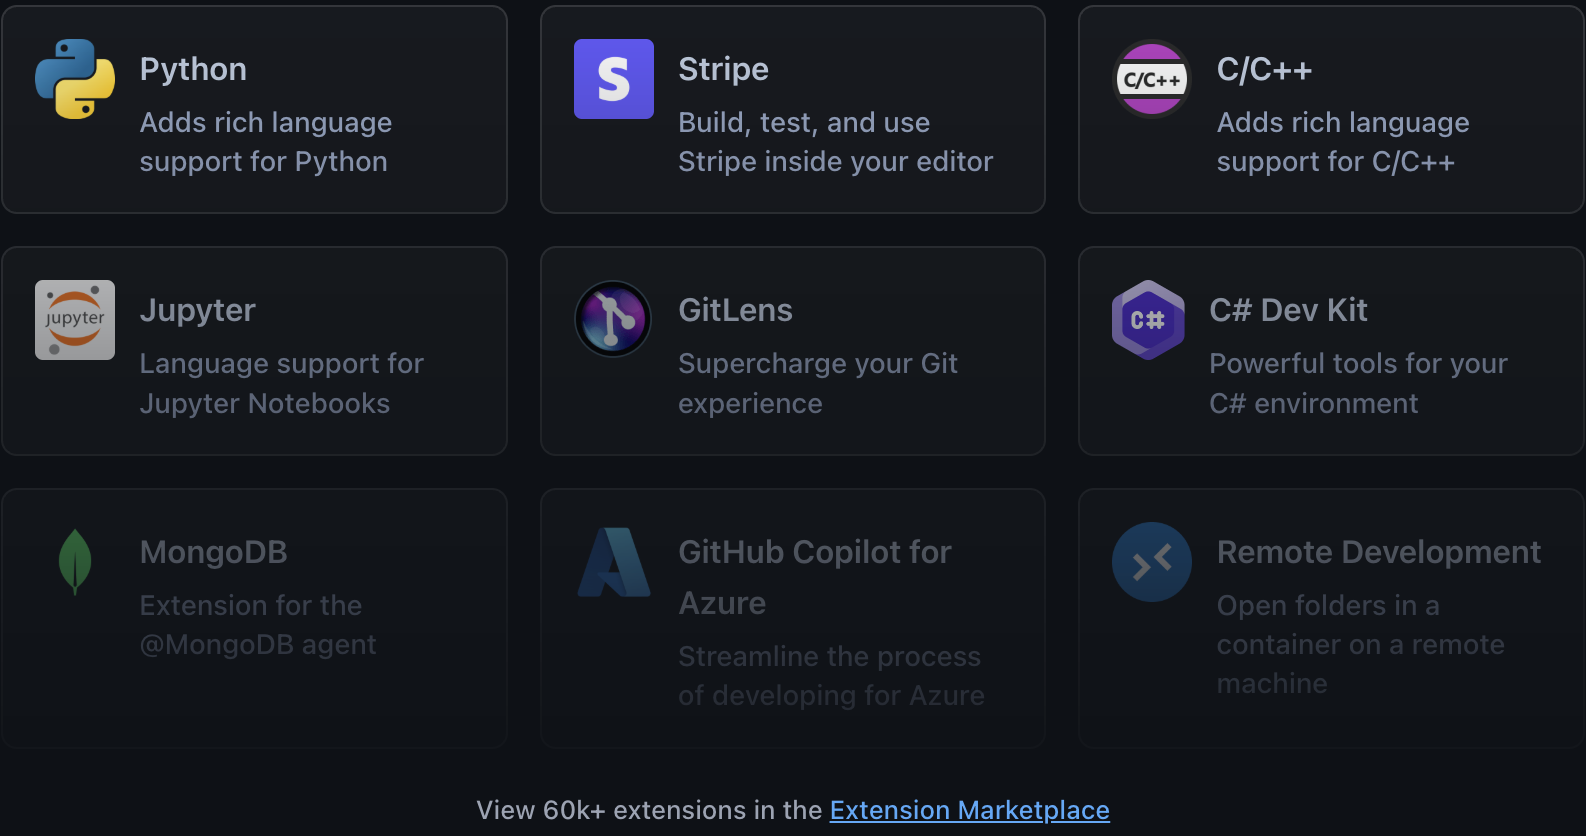 Python
Adds rich language
support for Python
S
Stripe
Build, test, and use
Stripe inside your editor
C/C++
C/C++
Adds rich language
support for C/C++
jupyter
Jupyter
Language support for
Jupyter Notebooks
GitLens
Supercharge your Git
experience
C#
C# Dev Kit
Powerful tools for your
C# environment
MongoDB
Extension for the
@MongoDB agent
GitHub Copilot for
Azure
Streamline the process
of developing for Azure
Remote Development
Open folders in a
container on a remote
machine
View 60k+ extensions in the Extension Marketplace